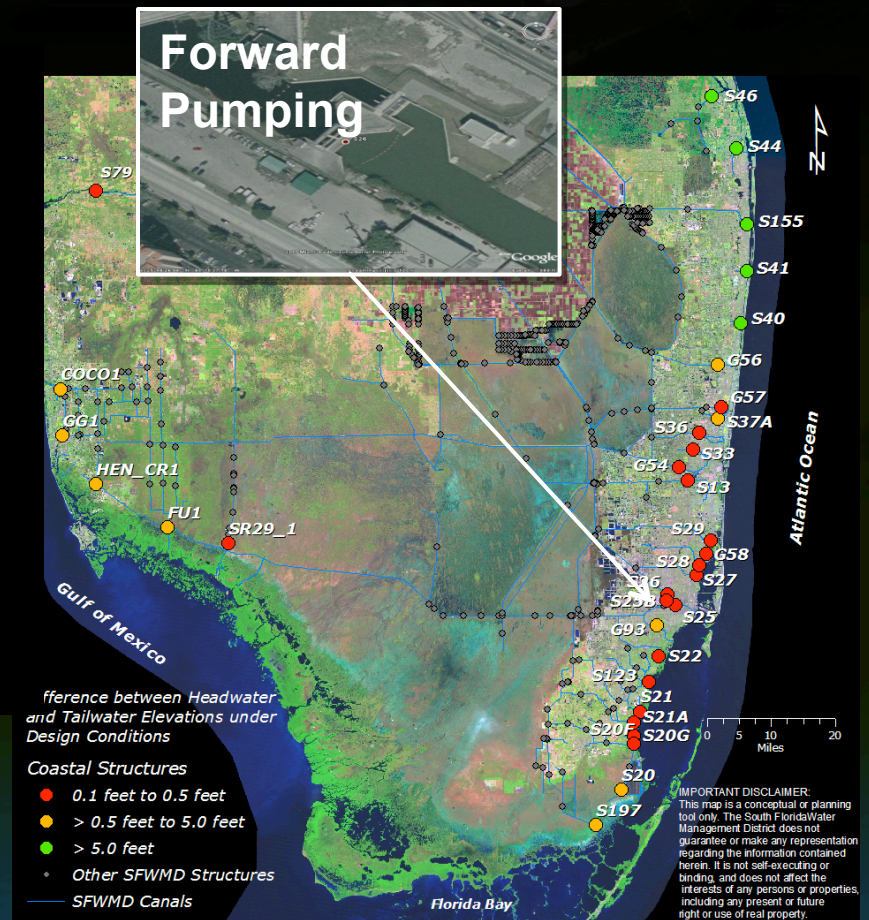 Forward
Pumping
S26
Google
S46
S44
N
S79
S155
S41
S40
G56
COCO1
G57
GG1
S36
S37A
S33
G54
HEN_CR1
S13
Atlantic Ocean
FU1
SR29_1
S29
S28
G58
S27
S25B
S25
Gulf of Mexico
G93
S22
S123
S21
S21A
S20F
S20G
fference between Headwater
and Tailwater Elevations under
Design Conditions
0 5 10 15 20
Miles
Coastal Structures
0.1 feet to 0.5 feet
> 0.5 feet to 5.0 feet
> 5.0 feet
Other SFWMD Structures
SFWMD Canals
S20
S197
Florida Bay
IMPORTANT DISCLAIMER:
This map is a conceptual or planning
tool only. The South FloridaWater
Management District does not
guarantee or make any representation
regarding the information contained
herein. It is not self-executing or
binding, and does not affect the
interests of any persons or properties,
including any present or future
right or use of real property.